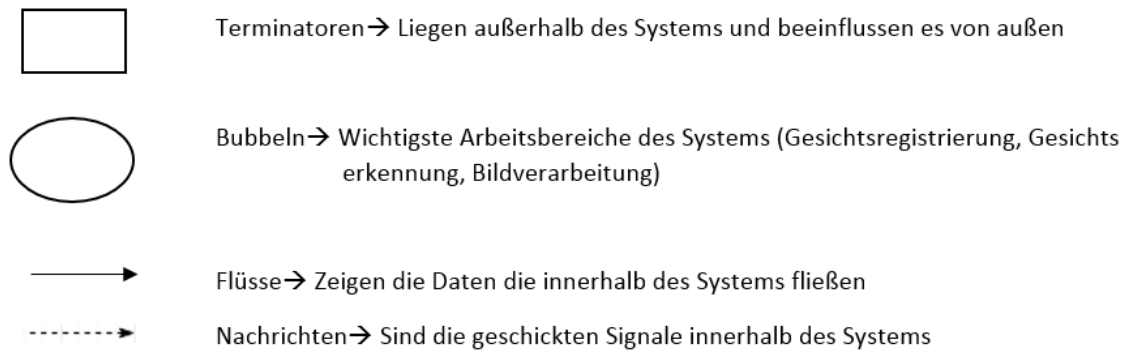 Terminatoren→ Liegen außerhalb des Systems und beeinflussen es von außen
Bubbeln→ Wichtigste Arbeitsbereiche des Systems (Gesichtsregistrierung, Gesichts
erkennung, Bildverarbeitung)
Flüsse→ Zeigen die Daten die innerhalb des Systems fließen
Nachrichten→ Sind die geschickten Signale innerhalb des Systems